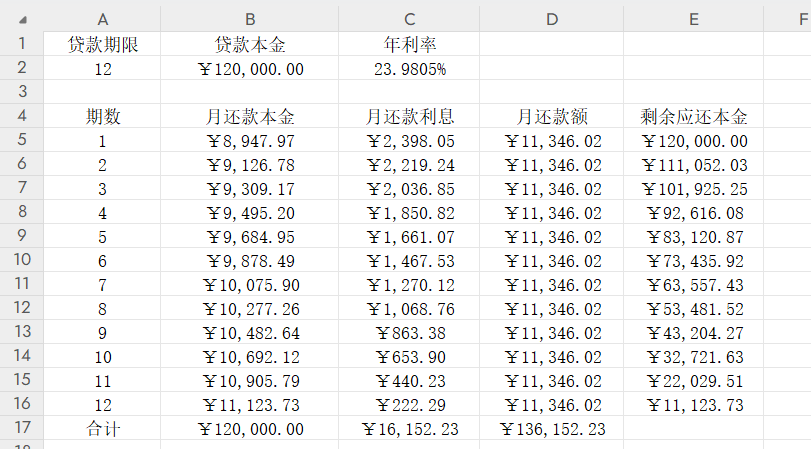 A B C D E F
1 贷款期限 贷款本金 年利率
2 12 ￥120,000.00 23.9805%
3
4 期数 月还款本金 月还款利息 月还款额 剩余应还本金
5 1 ￥8,947.97 ￥2,398.05 ￥11,346.02 ￥120,000.00
6 2 ￥9,126.78 ￥2,219.24 ￥11,346.02 ￥111,052.03
7 3 ￥9,309.17 ￥2,036.85 ￥11,346.02 ￥101,925.25
8 4 ￥9,495.20 ￥1,850.82 ￥11,346.02 ￥92,616.08
9 5 ￥9,684.95 ￥1,661.07 ￥11,346.02 ￥83,120.87
10 6 ￥9,878.49 ￥1,467.53 ￥11,346.02 ￥73,435.92
11 7 ￥10,075.90 ￥1,270.12 ￥11,346.02 ￥63,557.43
12 8 ￥10,277.26 ￥1,068.76 ￥11,346.02 ￥53,481.52
13 9 ￥10,482.64 ￥863.38 ￥11,346.02 ￥43,204.27
14 10 ￥10,692.12 ￥653.90 ￥11,346.02 ￥32,721.63
15 11 ￥10,905.79 ￥440.23 ￥11,346.02 ￥22,029.51
16 12 ￥11,123.73 ￥222.29 ￥11,346.02 ￥11,123.73
17 合计 ￥120,000.00 ￥16,152.23 ￥136,152.23